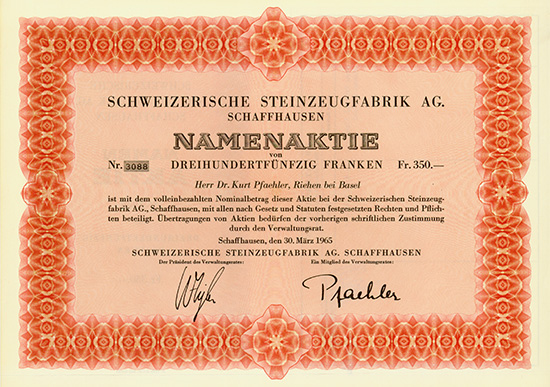 SCHWEIZERISCHE STEINZEUGFABRIK AG.
SCHAFFHAUSEN
NAMENAKTIE
von
Nr. 3088 DREIHUNDERTFÜNFZIG FRANKEN Fr. 350.—
Herr Dr. Kurt Pfaehler, Riehen bei Basel
ist mit dem volleinbezahlten Nominalbetrag dieser Aktie bei der Schweizerischen Steinzeug-
fabrik AG., Schaffhausen, mit allen nach Gesetz und Statuten festgesetzten Rechten und Pflich-
ten beteiligt. Übertragungen von Aktien bedürfen der vorherigen schriftlichen Zustimmung
durch den Verwaltungsrat.
Schaffhausen, den 30. März 1965
SCHWEIZERISCHE STEINZEUGFABRIK AG. SCHAFFHAUSEN
Der Präsident des Verwaltungsrates: Ein Mitglied des Verwaltungsrates:
Pfaehler